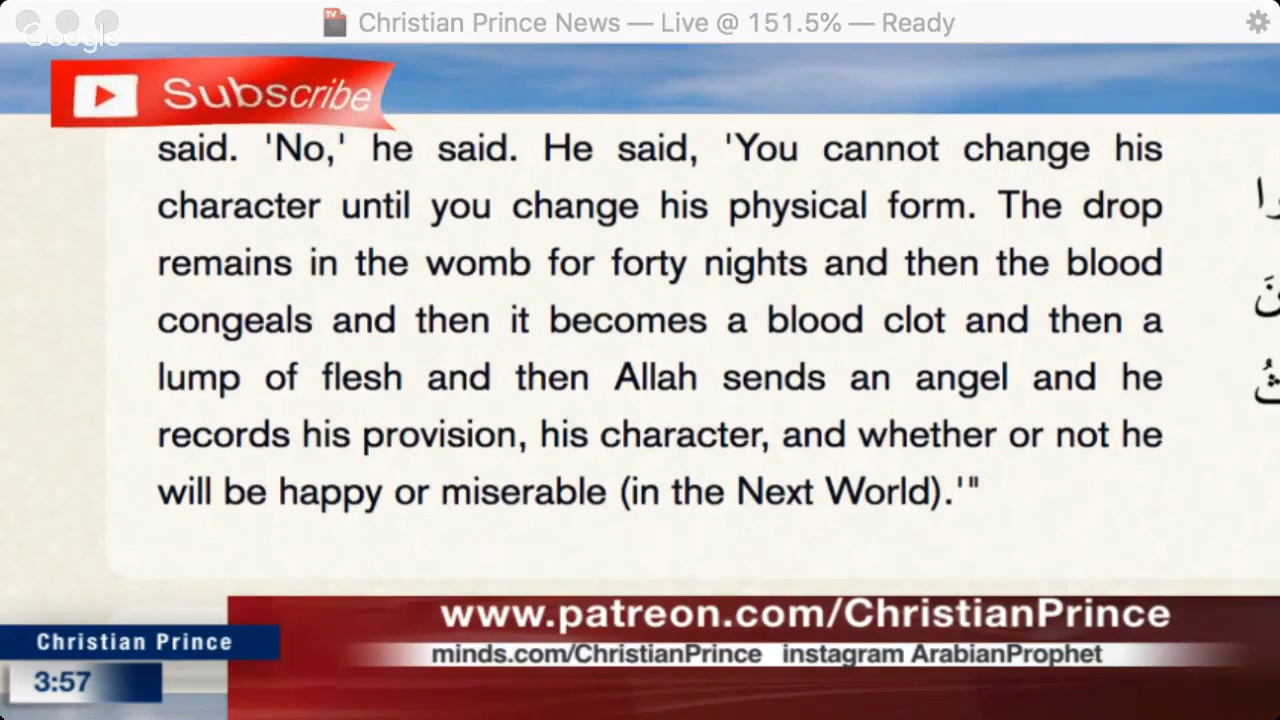 Christian Prince News — Live @ 151.5% — Ready
Google
Subscribe
said. 'No,' he said. He said, 'You cannot change his
character until you change his physical form. The drop
remains in the womb for forty nights and then the blood
congeals and then it becomes a blood clot and then a
lump of flesh and then Allah sends an angel and he
records his provision, his character, and whether or not he
will be happy or miserable (in the Next World).'"
www.patreon.com/ChristianPrince
Christian Prince
minds.com/ChristianPrince instagram ArabianProphet
3:57